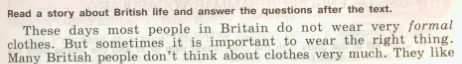 Read a story about British life and answer the questions after the text.
These days most people in Britain do not wear very formal
clothes. But sometimes it is important to wear the right thing.
Many British people don't think about clothes very much. They like